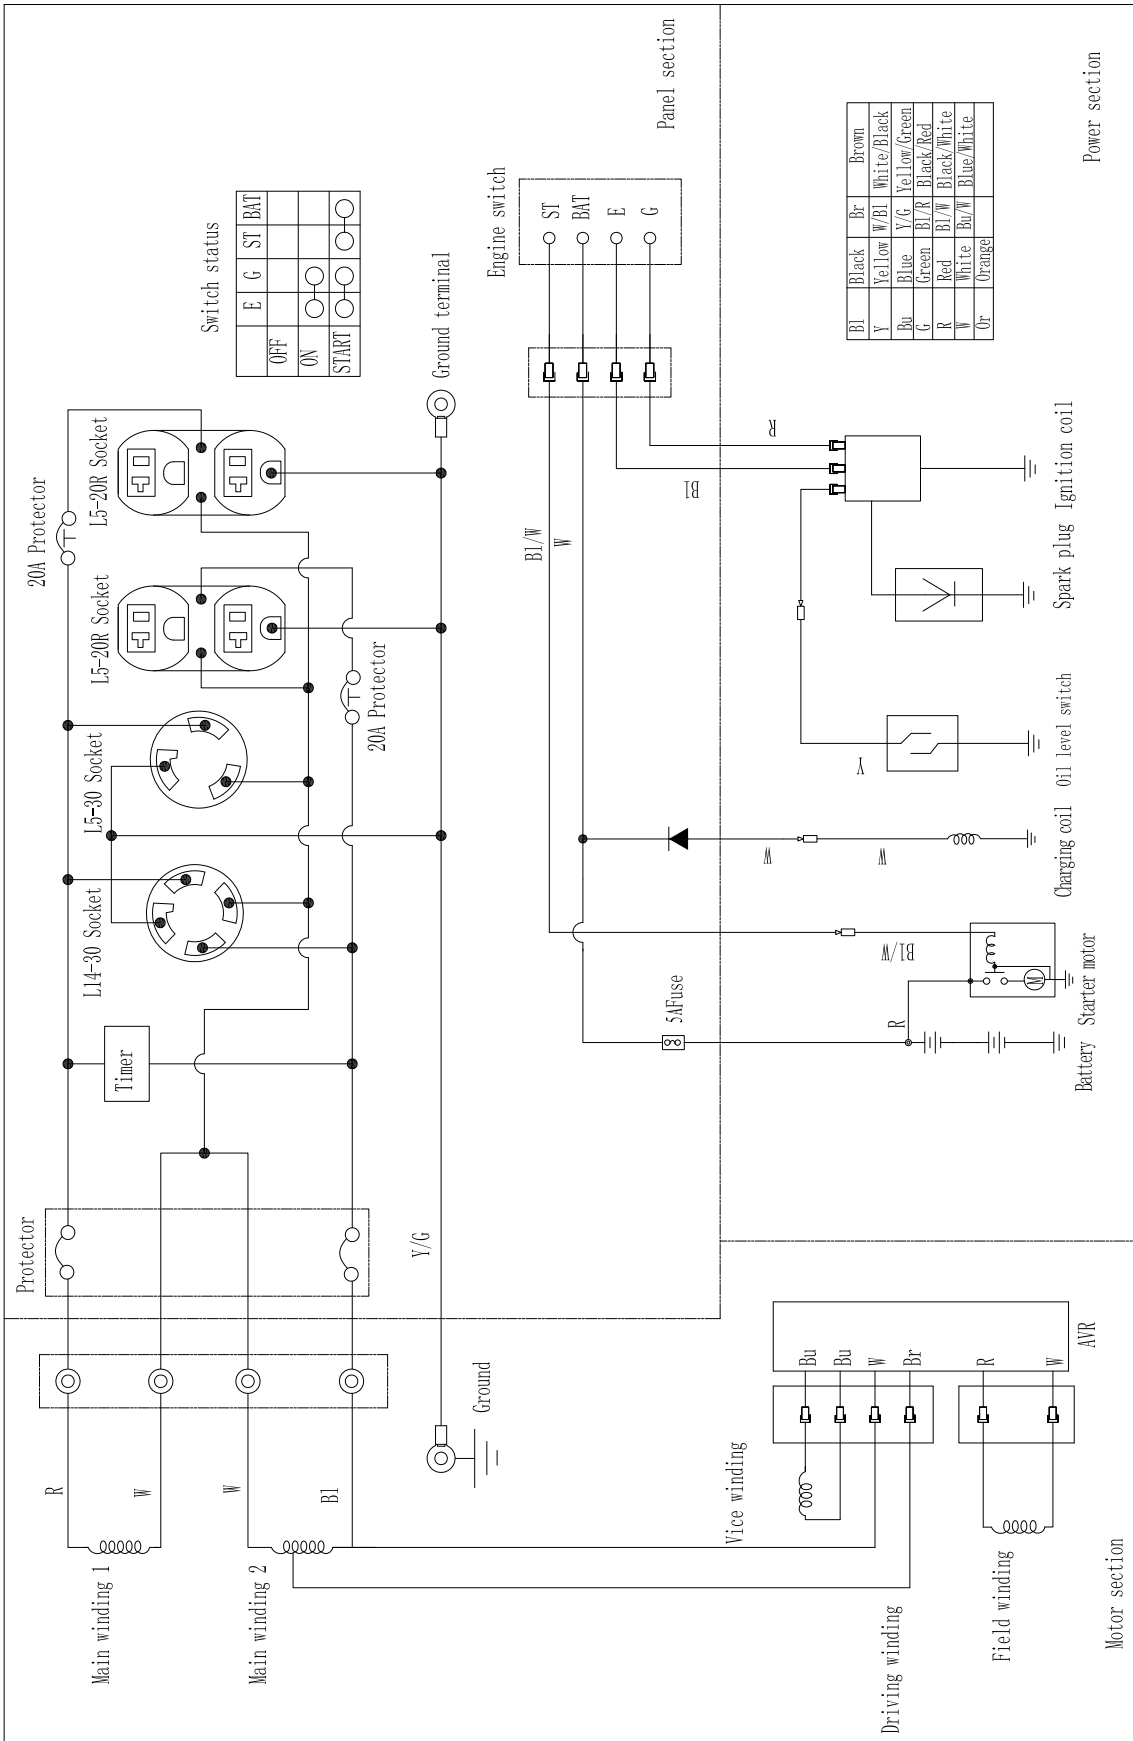 Protector
Timer
L14-30 Socket
L5-30 Socket
L5-20R Socket
20A Protector
L5-20R Socket
20A Protector
Switch status
E G ST BAT
OFF
ON
START
Ground terminal
Y/G
Ground
R
W
W
Bl
Main winding 1
Main winding 2
Engine switch
ST
BAT
E
G
Panel section
Bl/W
W
Bl
R
5AFuse
R
Bl/W
W
W
Y
Battery
Starter motor
Charging coil
Oil level switch
Spark plug
Ignition coil
M
Bl Black Br Brown
Y Yellow W/Bl White/Black
Bu Blue Y/G Yellow/Green
G Green Bl/R Black/Red
R Red Bl/W Black/White
W White Bu/W Blue/White
Or Orange
Power section
Vice winding
Driving winding
Field winding
Bu
Bu
W
Br
R
W
AVR
Motor section